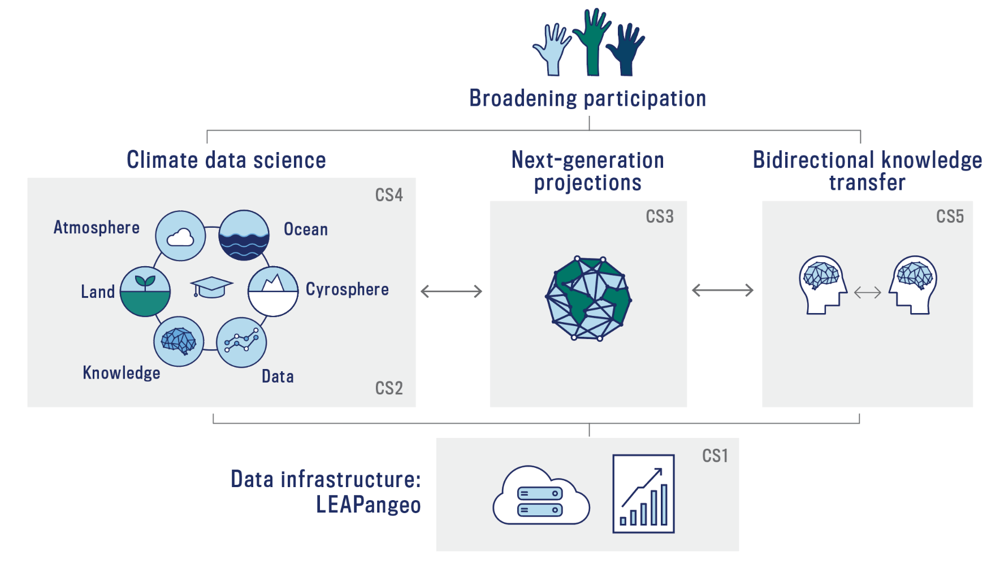 Broadening participation
Climate data science
Next-generation
projections
Bidirectional knowledge
transfer
CS4
Atmosphere
Ocean
Land
Cyrosphere
Knowledge
Data
CS2
CS3
CS5
Data infrastructure:
LEAPangeo
CS1